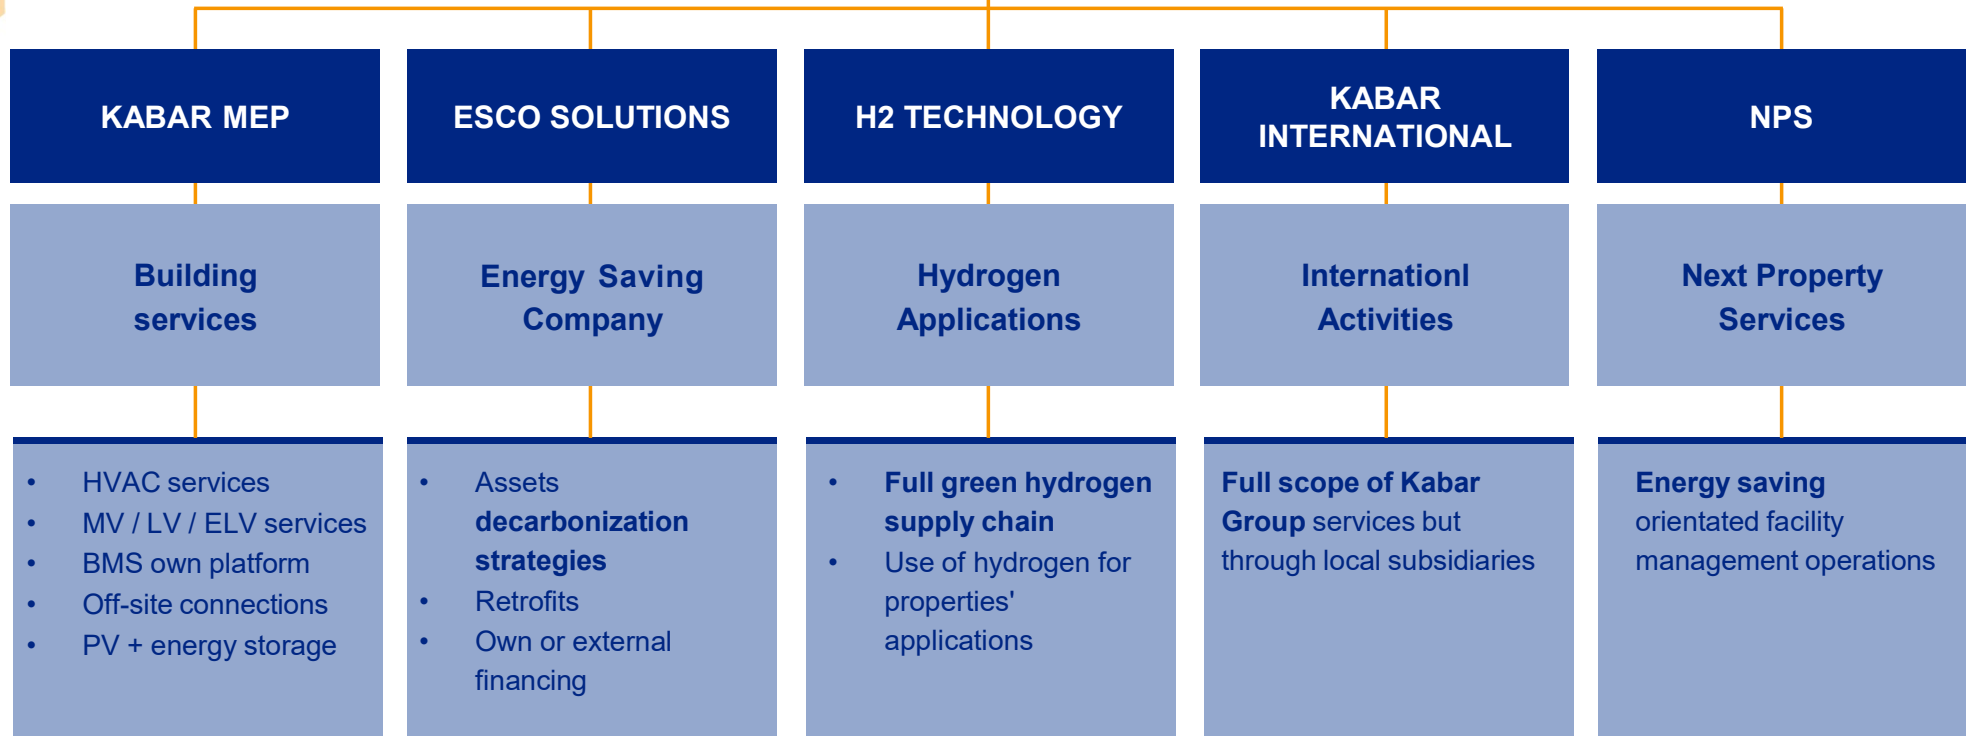 KABAR MEP
ESCO SOLUTIONS
H2 TECHNOLOGY
KABAR
INTERNATIONAL
NPS
Building
services
Energy Saving
Company
Hydrogen
Applications
Internationl
Activities
Next Property
Services
• HVAC services
• MV / LV / ELV services
• BMS own platform
• Off-site connections
• PV + energy storage
• Assets
decarbonization
strategies
• Retrofits
• Own or external
financing
• Full green hydrogen
supply chain
• Use of hydrogen for
properties'
applications
Full scope of Kabar
Group services but
through local subsidiaries
Energy saving
orientated facility
management operations